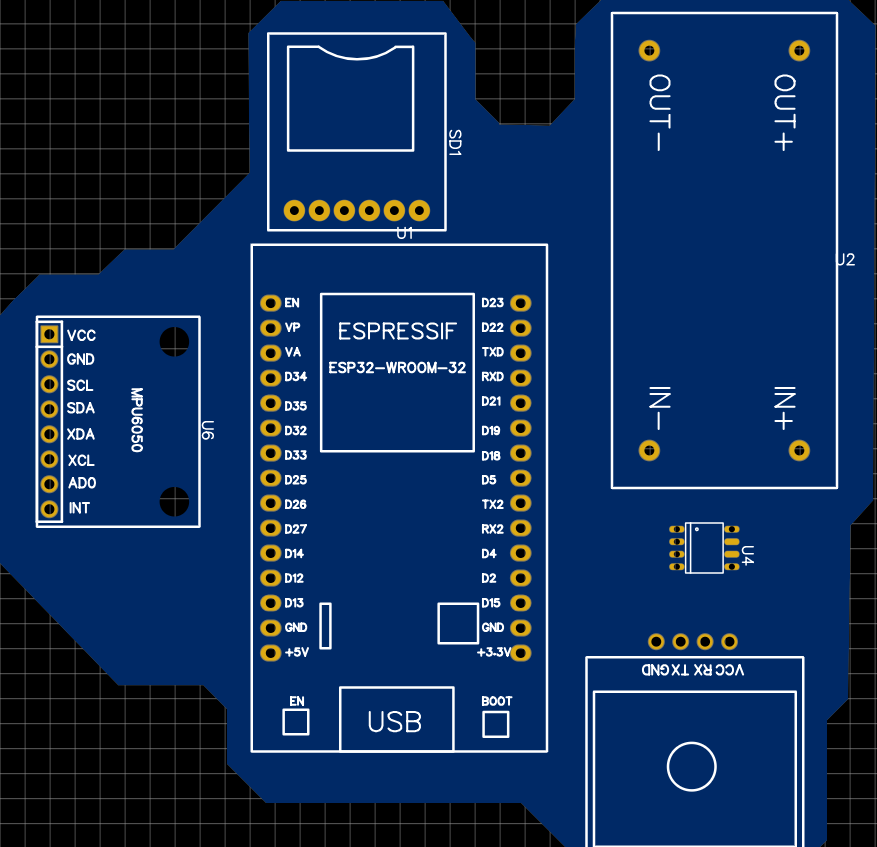 SD1
U1
OUT-
OUT+
U2
IN-
IN+
VCC
GND
SCL
SDA
XDA
XCL
AD0
INT
MPU6050
U6
ESPRESSIF
ESP32-WROOM-32
EN
VP
VA
D34
D35
D32
D33
D25
D26
D27
D14
D12
D13
GND
+5V
D23
D22
TXD
RXD
D21
D19
D18
D5
TX2
RX2
D4
D2
D15
GND
+3.3V
EN
USB
BOOT
U4
VCC RX TX GND